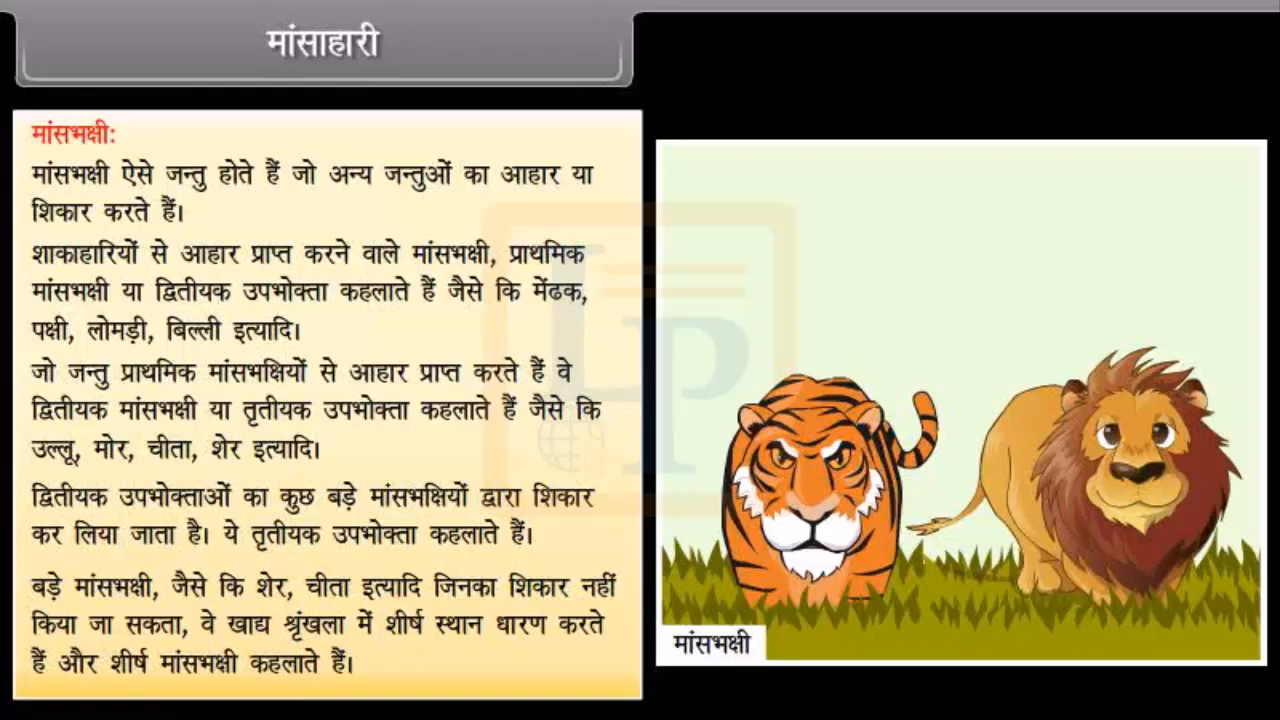 मांसाहारी
मांसभक्षी:
मांसभक्षी ऐसे जन्तु होते हैं जो अन्य जन्तुओं का आहार या
शिकार करते हैं।
शाकाहारियों से आहार प्राप्त करने वाले मांसभक्षी, प्राथमिक
मांसभक्षी या द्वितीयक उपभोक्ता कहलाते हैं जैसे कि मेंढक,
पक्षी, लोमड़ी, बिल्ली इत्यादि।
जो जन्तु प्राथमिक मांसभक्षियों से आहार प्राप्त करते हैं वे
द्वितीयक मांसभक्षी या तृतीयक उपभोक्ता कहलाते हैं जैसे कि
उल्लू, मोर, चीता, शेर इत्यादि।
द्वितीयक उपभोक्ताओं का कुछ बड़े मांसभक्षियों द्वारा शिकार
कर लिया जाता है। ये तृतीयक उपभोक्ता कहलाते हैं।
बड़े मांसभक्षी, जैसे कि शेर, चीता इत्यादि जिनका शिकार नहीं
किया जा सकता, वे खाद्य श्रृंखला में शीर्ष स्थान धारण करते
हैं और शीर्ष मांसभक्षी कहलाते हैं।
मांसभक्षी
LP